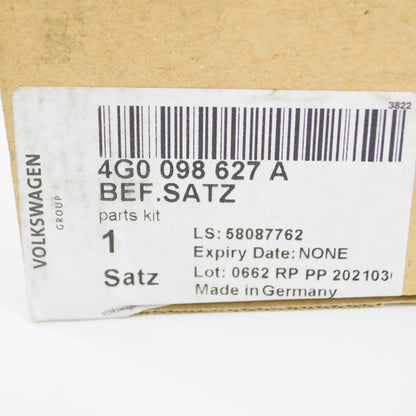 3822
VOLKSWAGEN
GROUP
4G0 098 627 A
BEF.SATZ
parts kit
1
Satz
LS: 58087762
Expiry Date: NONE
Lot: 0662 RP PP 202103
Made in Germany